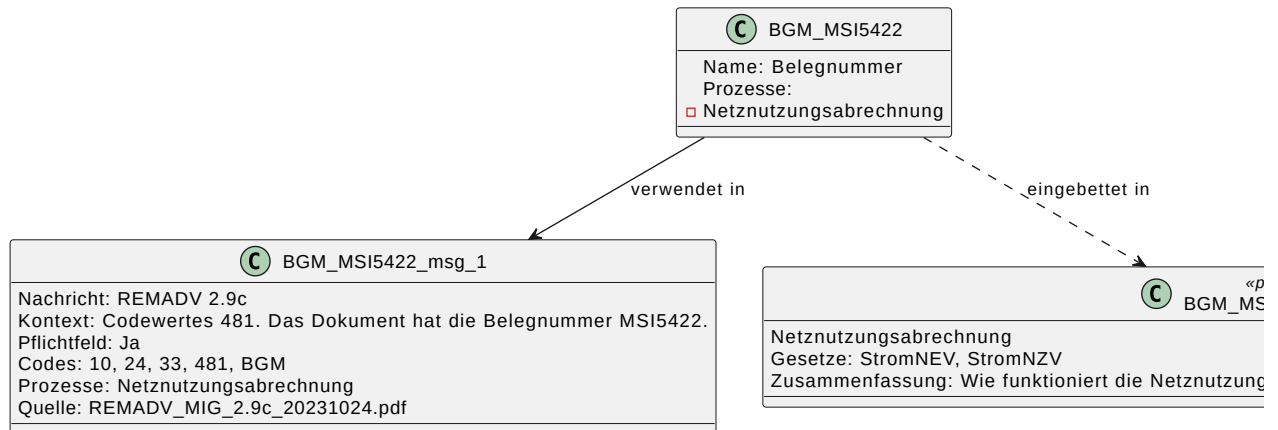 C BGM_MSI5422
Name: Belegnummer
Prozesse:
Netznutzungsabrechnung
verwendet in
eingebettet in
C BGM_MSI5422_msg_1
Nachricht: REMADV 2.9c
Kontext: Codewertes 481. Das Dokument hat die Belegnummer MSI5422.
Pflichtfeld: Ja
Codes: 10, 24, 33, 481, BGM
Prozesse: Netznutzungsabrechnung
Quelle: REMADV_MIG_2.9c_20231024.pdf
«p
C BGM_MS
Netznutzungsabrechnung
Gesetze: StromNEV, StromNZV
Zusammenfassung: Wie funktioniert die Netznutzung